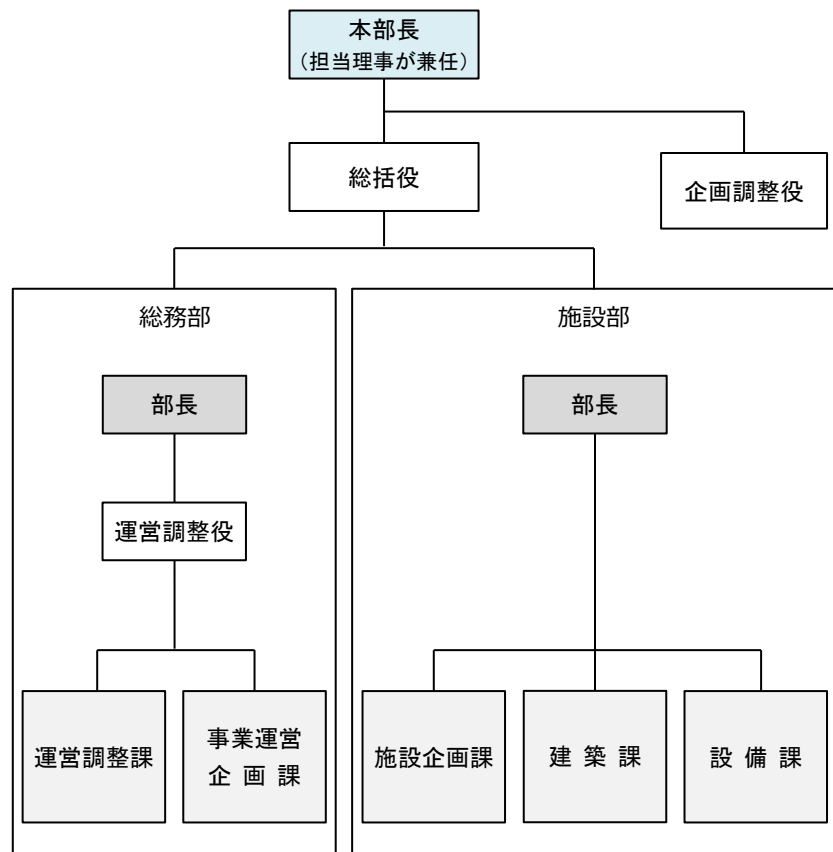 本部長
（担当理事が兼任）
総括役
企画調整役
総務部
施設部
部長
部長
運営調整役
運営調整課
事業運営
企 画 課
施設企画課
建 築 課
設 備 課